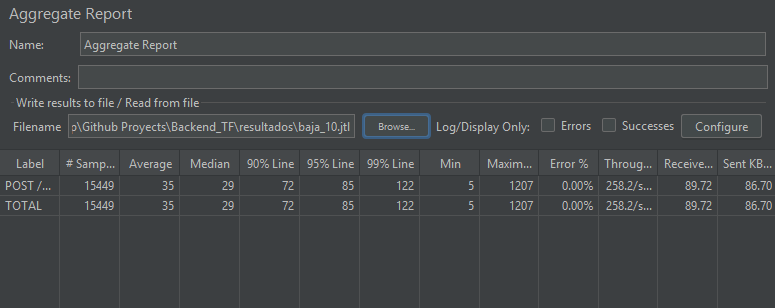 Aggregate Report
Name: Aggregate Report
Comments:
Write results to file / Read from file
Filename p\Github Proyects\Backend_TF\resultados\baja_10.jtl Browse... Log/Display Only: Errors Successes Configure
Label # Samp... Average Median 90% Line 95% Line 99% Line Min Maxim... Error % Throug... Receive... Sent KB...
POST /... 15449 35 29 72 85 122 5 1207 0.00% 258.2/s... 89.72 86.70
TOTAL 15449 35 29 72 85 122 5 1207 0.00% 258.2/s... 89.72 86.70